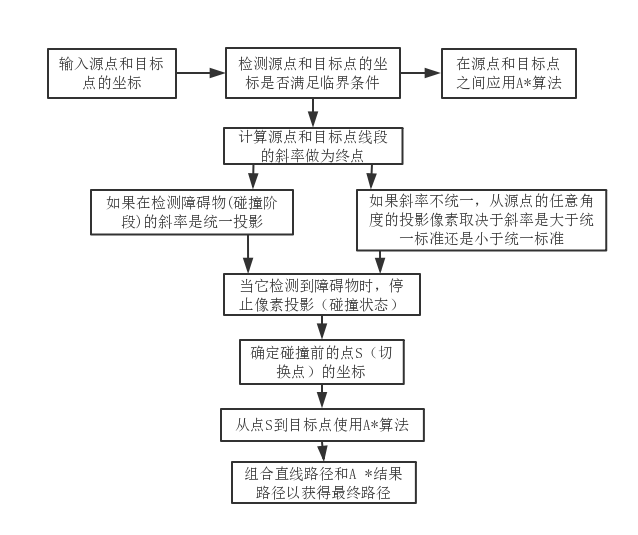 输入源点和目标
点的坐标
检测源点和目标点的坐
标是否满足临界条件
在源点和目标点
之间应用A*算法
计算源点和目标点线段
的斜率做为终点
如果在检测障碍物(碰撞阶
段)的斜率是统一投影
如果斜率不统一，从源点的任意角
度的投影像素取决于斜率是大于统
一标准还是小于统一标准
当它检测到障碍物时，停
止像素投影（碰撞状态）
确定碰撞前的点S（切
换点）的坐标
从点S到目标点使用A*算法
组合直线路径和A *结果
路径以获得最终路径